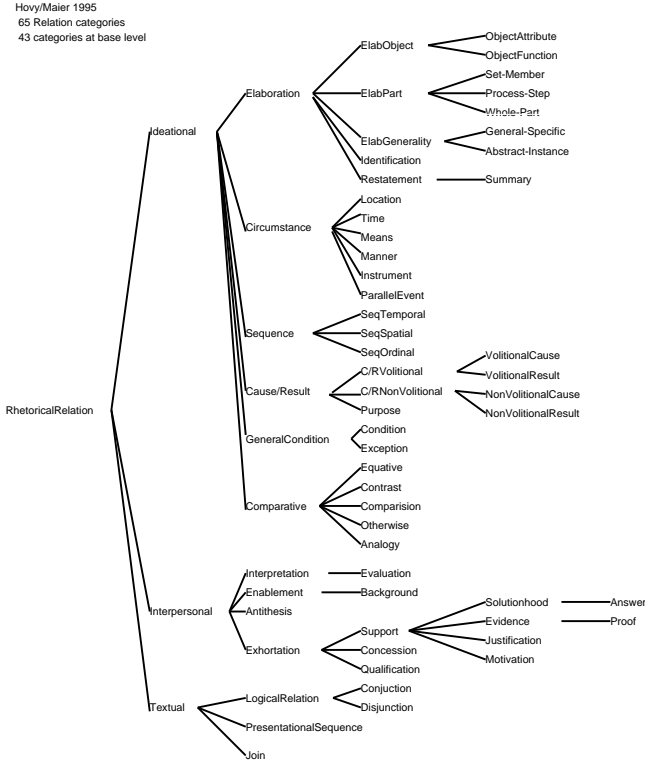 Hovy/Maier 1995
65 Relation categories
43 categories at base level
ObjectAttribute
ElabObject
ObjectFunction
Set-Member
Elaboration
ElabPart
Process-Step
Whole-Part
Ideational
General-Specific
ElabGenerality
Abstract-Instance
Identification
Restatement
Summary
Location
Time
Circumstance
Means
Manner
Instrument
ParallelEvent
SeqTemporal
Sequence
SeqSpatial
SeqOrdinal
VolitionalCause
C/RVolitional
VolitionalResult
Cause/Result
C/RNonVolitional
NonVolitionalCause
RhetoricalRelation
Purpose
NonVolitionalResult
Condition
GeneralCondition
Exception
Equative
Contrast
Comparative
Comparision
Otherwise
Analogy
Interpretation
Evaluation
Enablement
Background
Solutionhood
Answer
Interpersonal
Antithesis
Evidence
Proof
Support
Justification
Exhortation
Concession
Motivation
Qualification
Conjuction
LogicalRelation
Textual
Disjunction
PresentationalSequence
Join